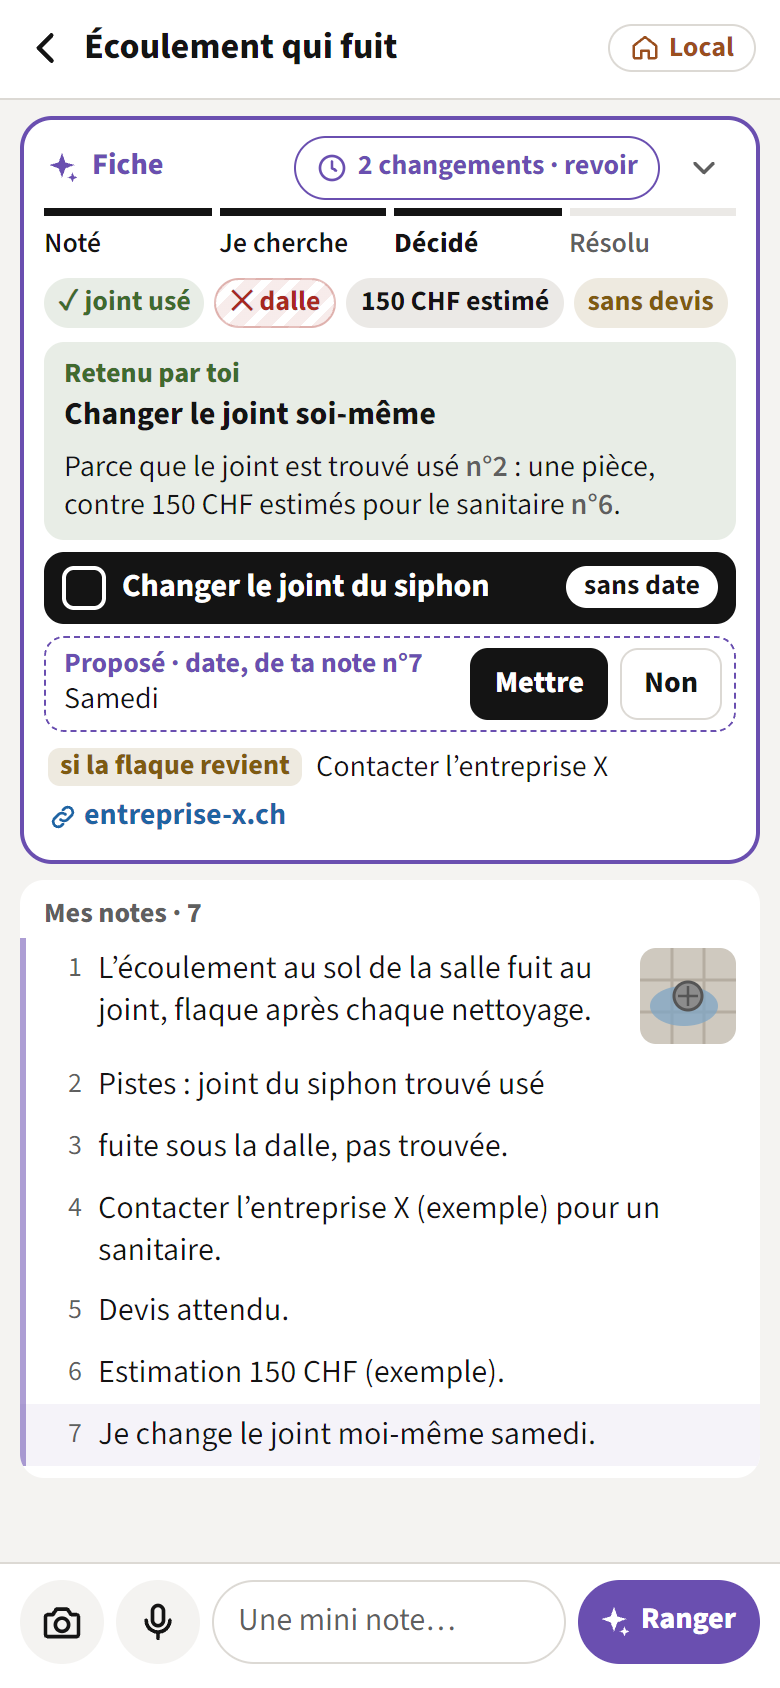 Écoulement qui fuit
Local
Fiche
2 changements · revoir
Noté
Je cherche
Décidé
Résolu
✓ joint usé
✕ dalle
150 CHF estimé
sans devis
Retenu par toi
Changer le joint soi-même
Parce que le joint est trouvé usé n°2 : une pièce,
contre 150 CHF estimés pour le sanitaire n°6.
Changer le joint du siphon
sans date
Proposé · date, de ta note n°7
Samedi
Mettre
Non
si la flaque revient
Contacter l’entreprise X
entreprise-x.ch
Mes notes · 7
1 L’écoulement au sol de la salle fuit au
joint, flaque après chaque nettoyage.
2 Pistes : joint du siphon trouvé usé
3 fuite sous la dalle, pas trouvée.
4 Contacter l’entreprise X (exemple) pour un
sanitaire.
5 Devis attendu.
6 Estimation 150 CHF (exemple).
7 Je change le joint moi-même samedi.
Une mini note…
Ranger